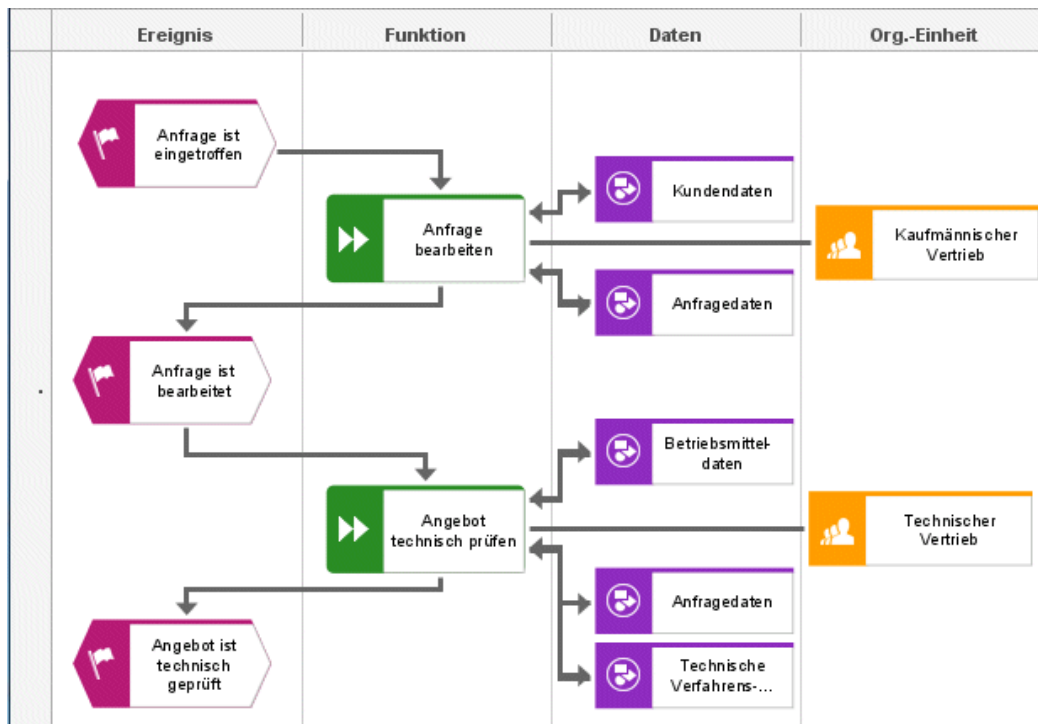 Ereignis
Funktion
Daten
Org.-Einheit
Anfrage ist
eingetroffen
Anfrage
bearbeiten
Kundendaten
Kaufmännischer
Vertrieb
Anfragedaten
Anfrage ist
bearbeitet
Betriebsmittel-
daten
Angebot
technisch prüfen
Technischer
Vertrieb
Anfragedaten
Angebot ist
technisch
geprüft
Technische
Verfahrens-...